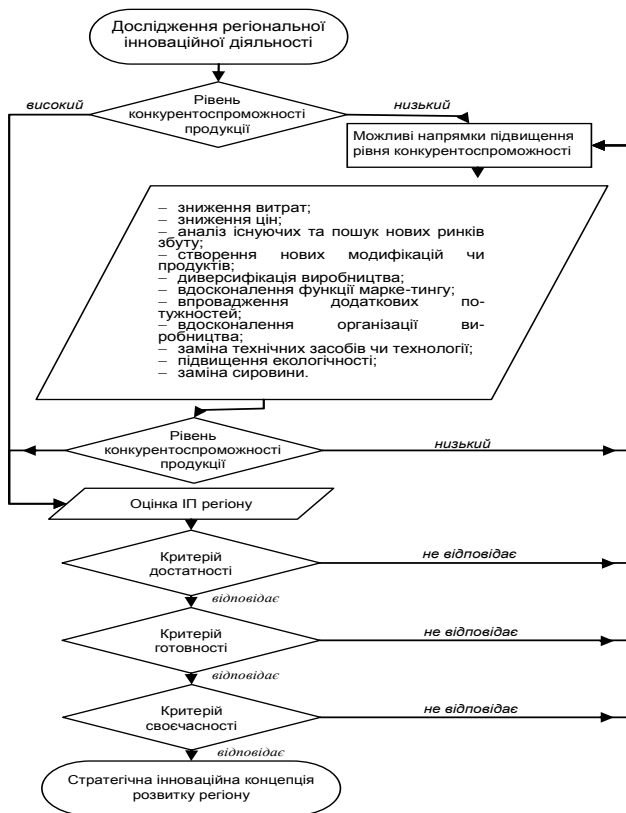 Дослідження регіональної
інноваційної діяльності
високий
Рівень
конкурентоспроможності
продукції
низький
Можливі напрямки підвищення
рівня конкурентоспроможності
– зниження витрат;
– зниження цін;
– аналіз існуючих та пошук нових ринків
збуту;
– створення нових модифікацій чи
продуктів;
– диверсифікація виробництва;
– вдосконалення функції марке-тингу;
– впровадження додаткових по-
тужностей;
– вдосконалення організації ви-
робництва;
– заміна технічних засобів чи технології;
– підвищення екологічності;
– заміна сировини.
Рівень
конкурентоспроможності
продукції
низький
Оцінка ІП регіону
Критерій
достатності
не відповідає
відповідає
Критерій
готовності
не відповідає
відповідає
Критерій
своєчасності
не відповідає
відповідає
Стратегічна інноваційна концепція
розвитку регіону